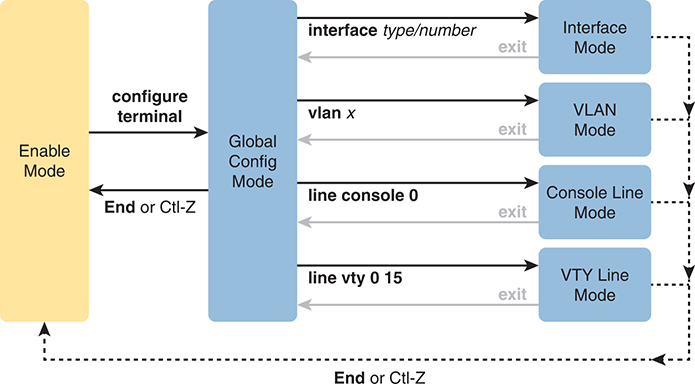 Enable
Mode
configure
terminal
End or Ctl-Z
Global
Config
Mode
interface type/number
exit
Interface
Mode
vlan x
exit
VLAN
Mode
line console 0
exit
Console Line
Mode
line vty 0 15
exit
VTY Line
Mode
End or Ctl-Z